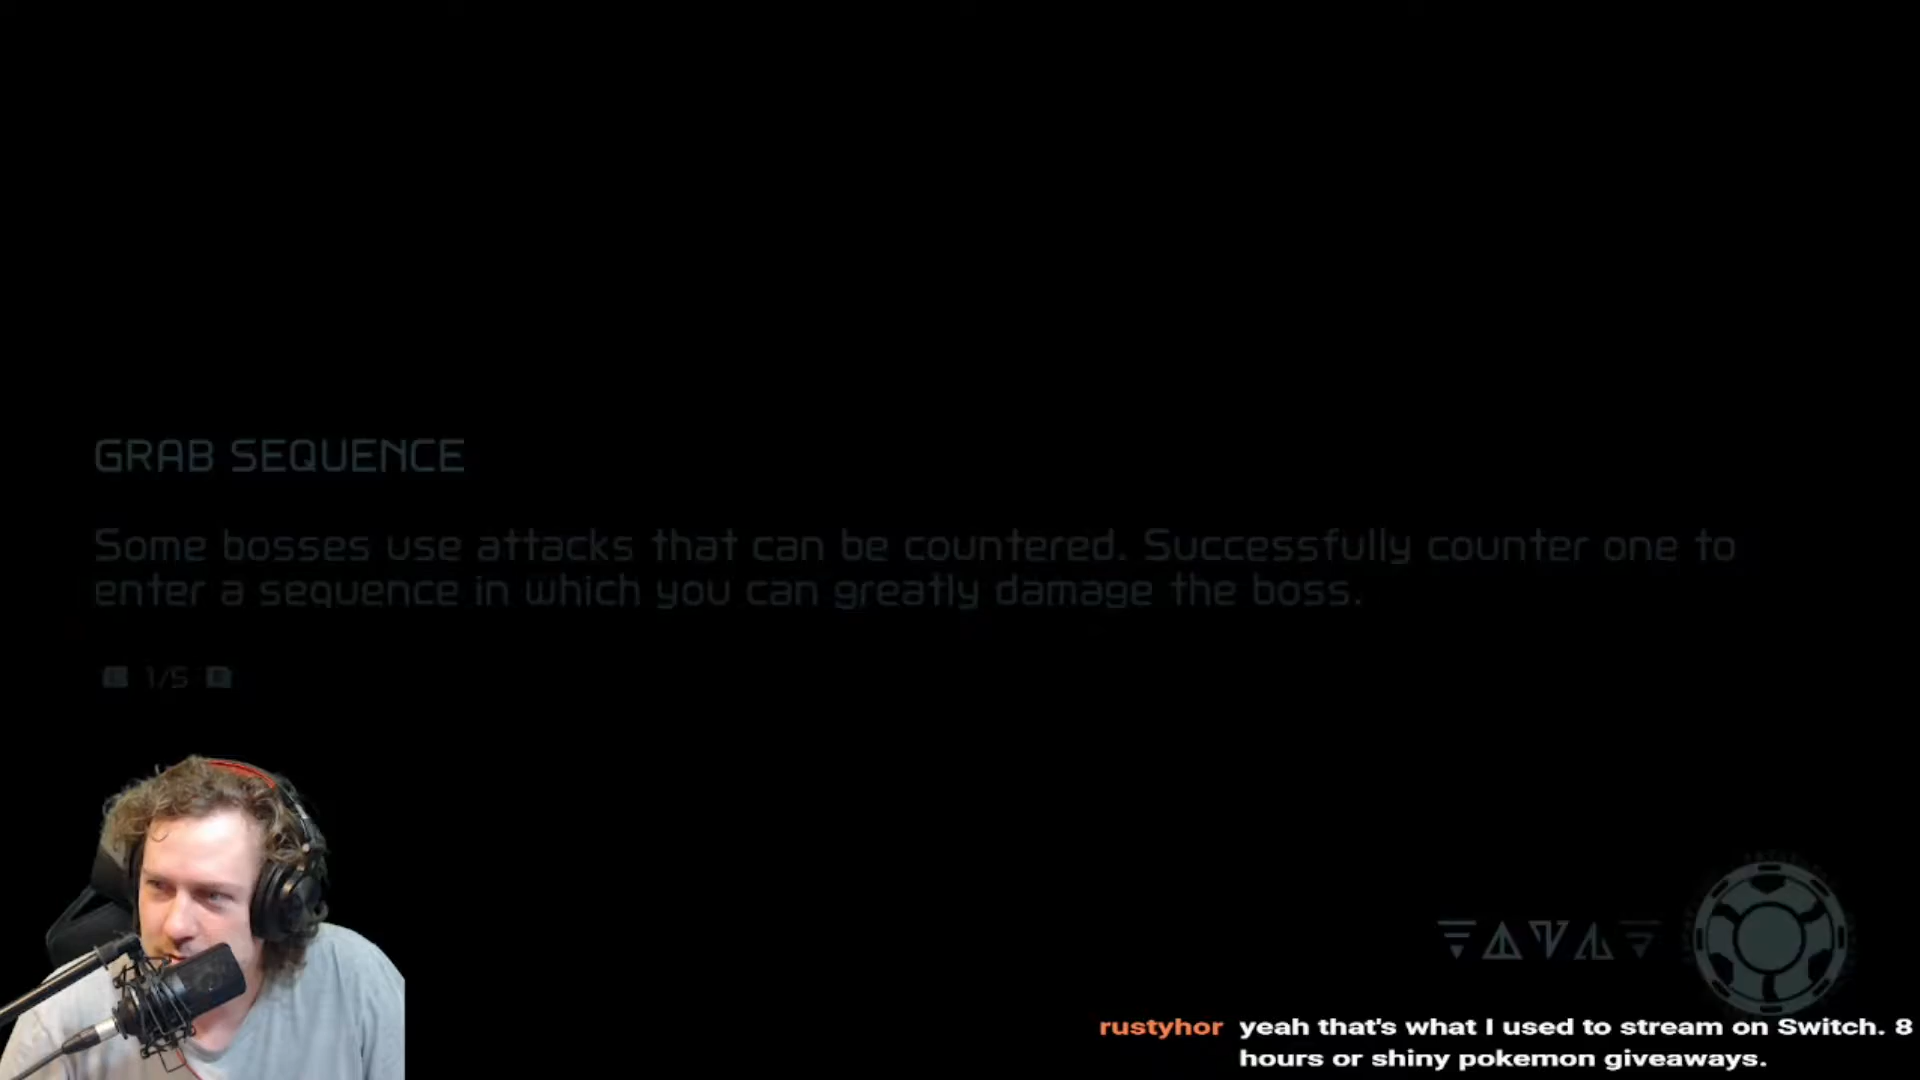 GRAB SEQUENCE
Some bosses use attacks that can be countered. Successfully counter one to
enter a sequence in which you can greatly damage the boss.
1/5
rustyhor yeah that's what I used to stream on Switch. 8
hours or shiny pokemon giveaways.